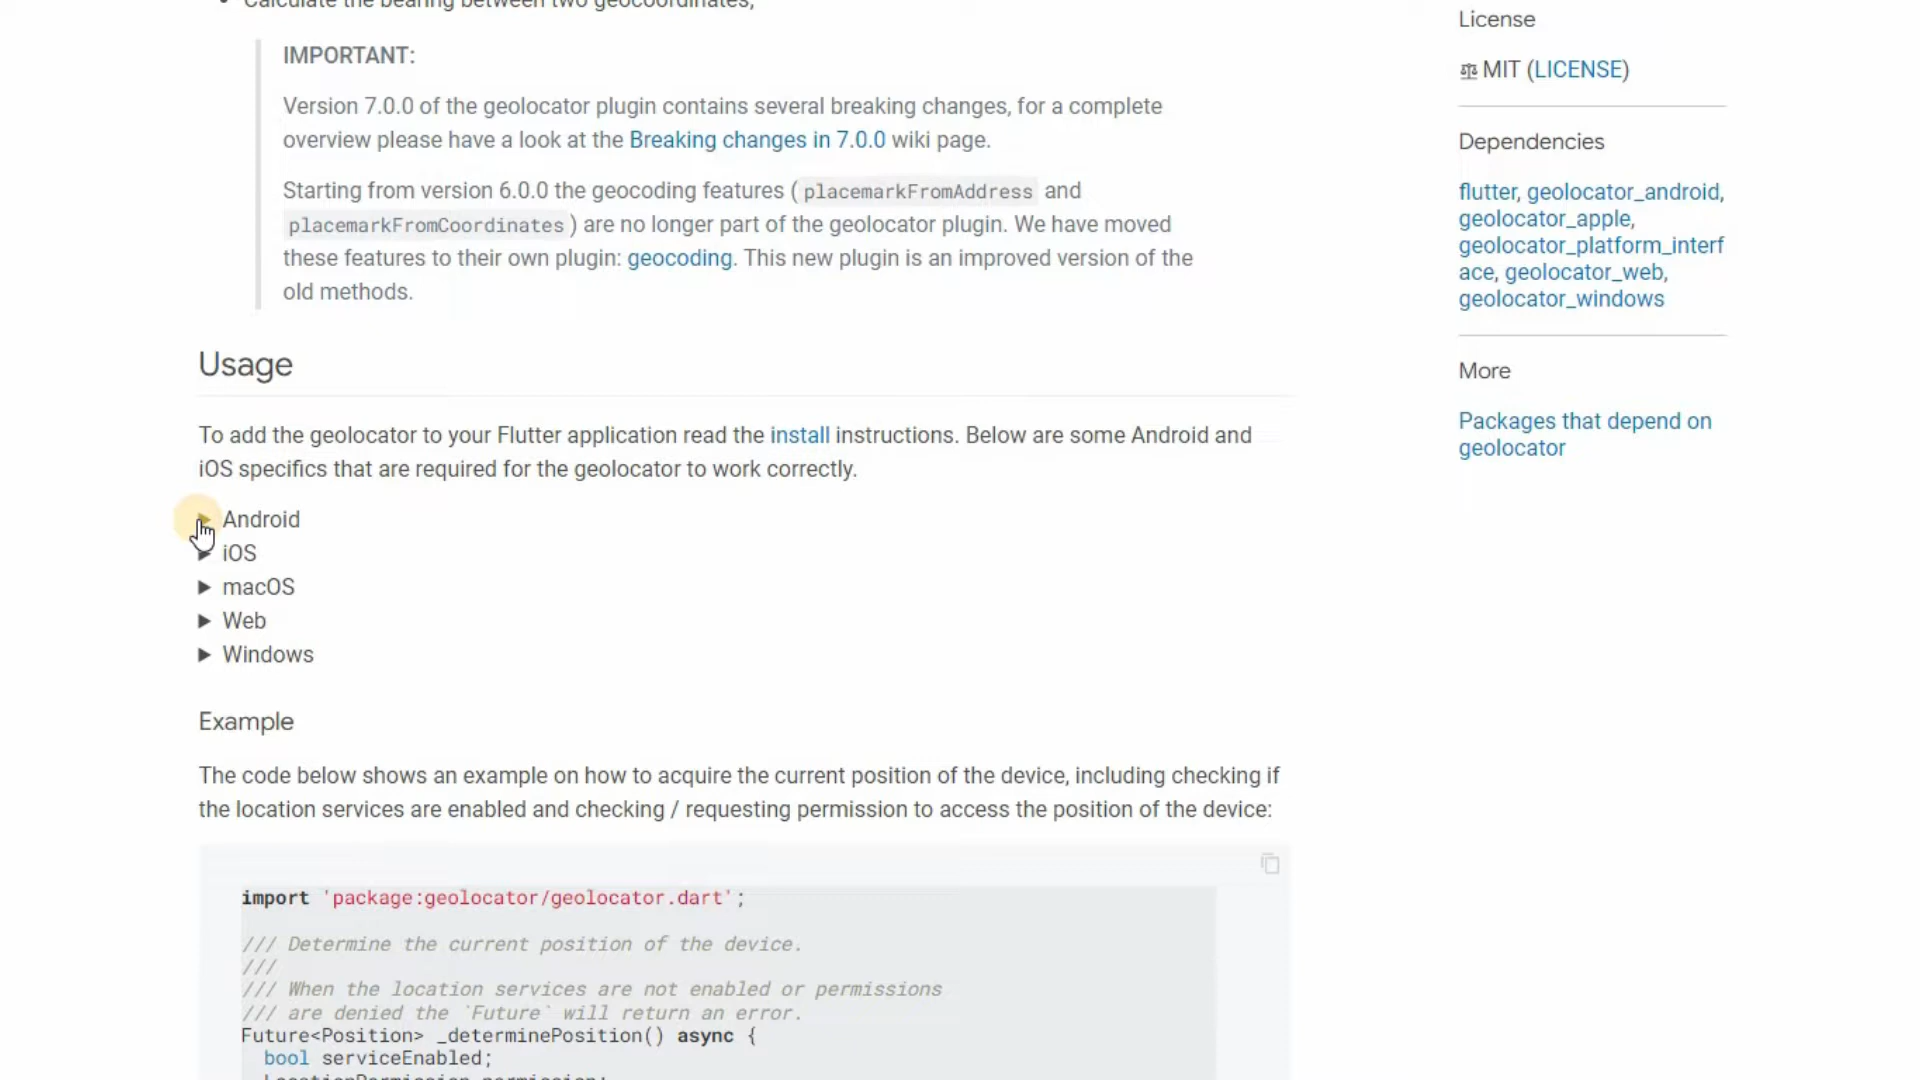 Calculate the bearing between two geocoordinates;
IMPORTANT:
Version 7.0.0 of the geolocator plugin contains several breaking changes, for a complete
overview please have a look at the Breaking changes in 7.0.0 wiki page.
Starting from version 6.0.0 the geocoding features ( placemarkFromAddress and
placemarkFromCoordinates ) are no longer part of the geolocator plugin. We have moved
these features to their own plugin: geocoding. This new plugin is an improved version of the
old methods.
Usage
To add the geolocator to your Flutter application read the install instructions. Below are some Android and
iOS specifics that are required for the geolocator to work correctly.
Android
iOS
macOS
Web
Windows
Example
The code below shows an example on how to acquire the current position of the device, including checking if
the location services are enabled and checking / requesting permission to access the position of the device:
import 'package:geolocator/geolocator.dart';
/// Determine the current position of the device.
///
/// When the location services are not enabled or permissions
/// are denied the `Future` will return an error.
Future<Position> _determinePosition() async {
bool serviceEnabled;
LocationPermission permission;
License
MIT (LICENSE)
Dependencies
flutter, geolocator_android,
geolocator_apple,
geolocator_platform_interf
ace, geolocator_web,
geolocator_windows
More
Packages that depend on
geolocator